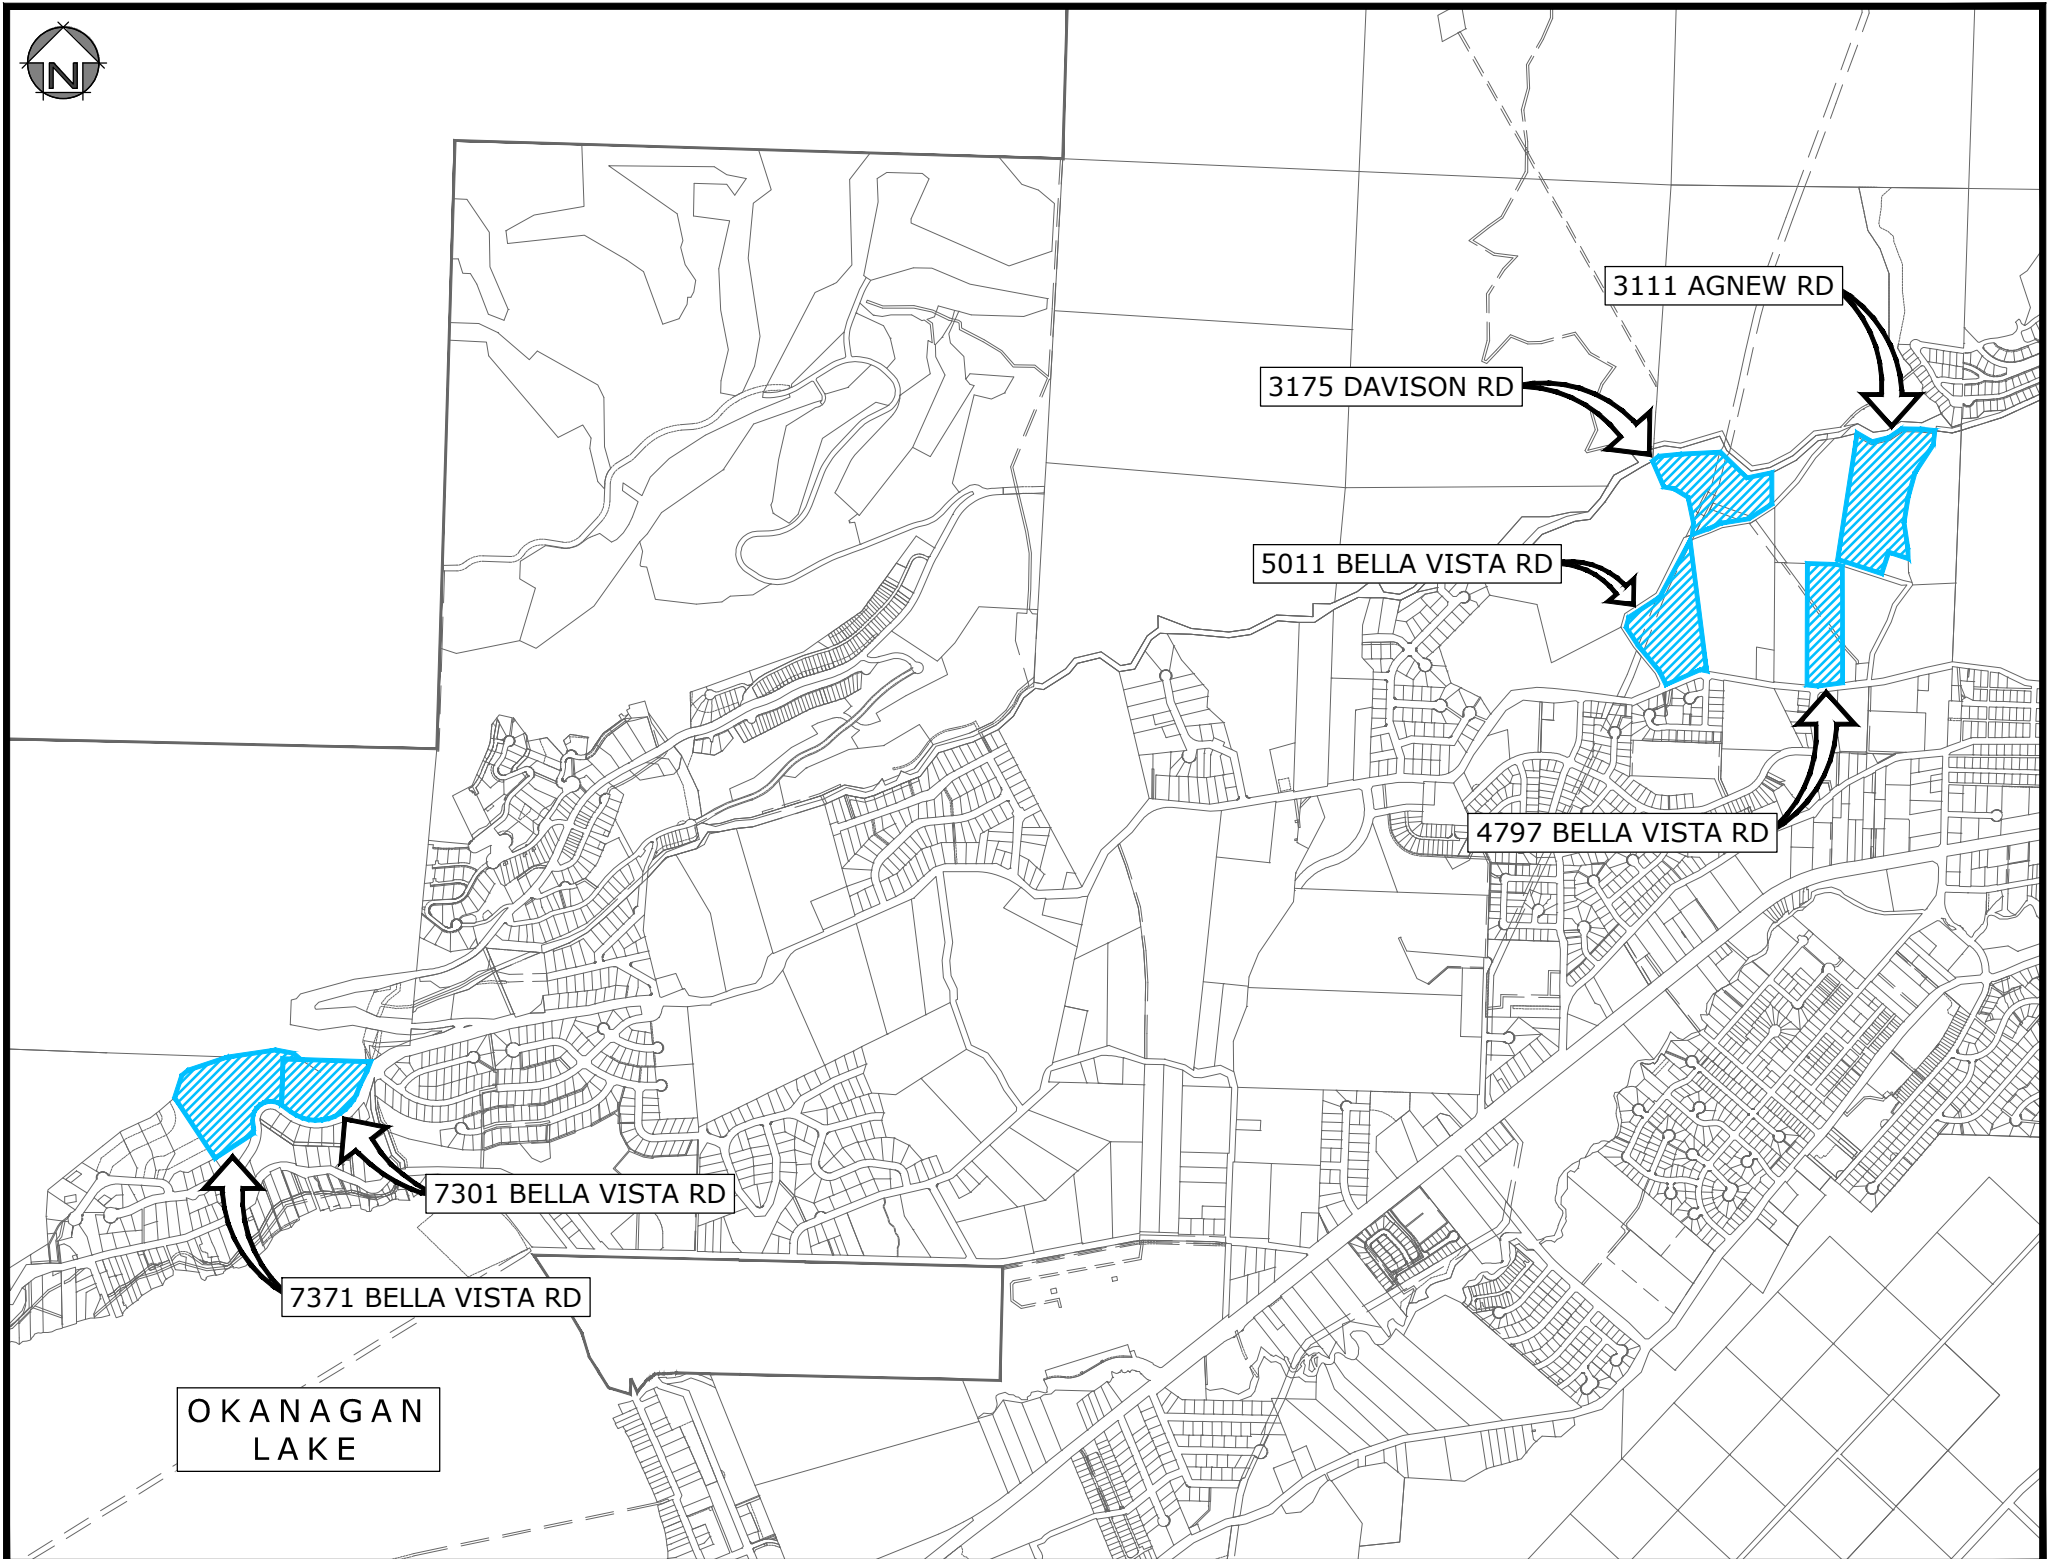 N
3111 AGNEW RD
3175 DAVISON RD
5011 BELLA VISTA RD
4797 BELLA VISTA RD
7301 BELLA VISTA RD
7371 BELLA VISTA RD
OKANAGAN
LAKE